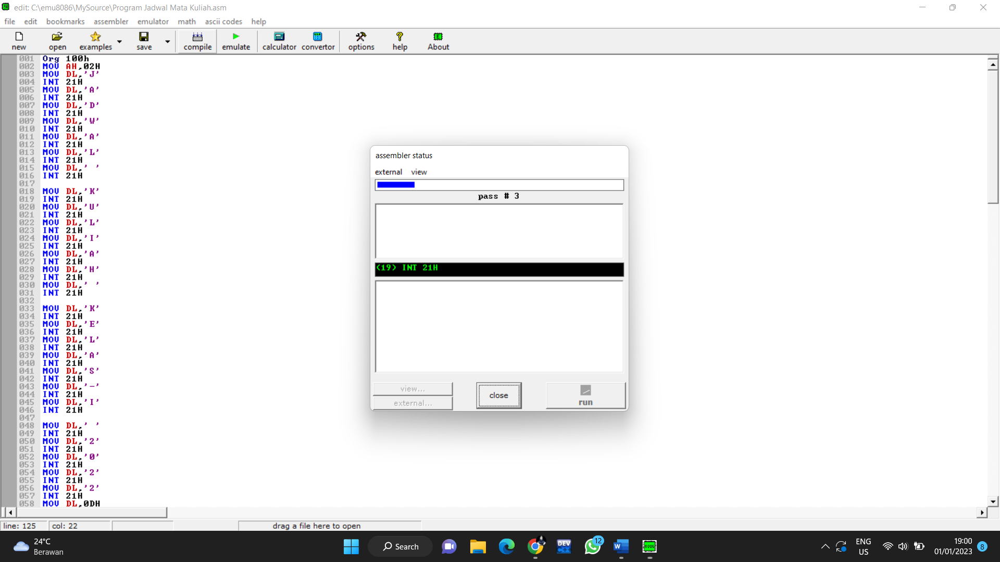 edit: C:\emu8086\MySource\Program Jadwal Mata Kuliah.asm
file edit bookmarks assembler emulator math ascii codes help
new open examples save compile emulate calculator convertor options help About
001 Org 100h
002 MOV AH,02H
003 MOV DL,'J'
004 INT 21H
005 MOV DL,'A'
006 INT 21H
007 MOV DL,'D'
008 INT 21H
009 MOV DL,'W'
010 INT 21H
011 MOV DL,'A'
012 INT 21H
013 MOV DL,'L'
014 INT 21H
015 MOV DL,' '
016 INT 21H
017
018 MOV DL,'K'
019 INT 21H
020 MOV DL,'U'
021 INT 21H
022 MOV DL,'L'
023 INT 21H
024 MOV DL,'I'
025 INT 21H
026 MOV DL,'A'
027 INT 21H
028 MOV DL,'H'
029 INT 21H
030 MOV DL,' '
031 INT 21H
032
033 MOV DL,'K'
034 INT 21H
035 MOV DL,'E'
036 INT 21H
037 MOV DL,'L'
038 INT 21H
039 MOV DL,'A'
040 INT 21H
041 MOV DL,'S'
042 INT 21H
043 MOV DL,'-'
044 INT 21H
045 MOV DL,'I'
046 INT 21H
047
048 MOV DL,' '
049 INT 21H
050 MOV DL,'2'
051 INT 21H
052 MOV DL,'0'
053 INT 21H
054 MOV DL,'2'
055 INT 21H
056 MOV DL,'2'
057 INT 21H
058 MOV DL,0DH
assembler status
external view
pass # 3
(19) INT 21H
view...
external...
close
run
line: 125
col: 22
drag a file here to open
24°C
Berawan
Search
DEV
C++
12
W
8086
ENG
US
19:00
01/01/2023
8